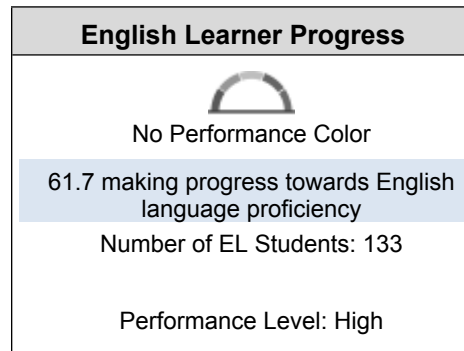 English Learner Progress
No Performance Color
61.7 making progress towards English
language proficiency
Number of EL Students: 133
Performance Level: High